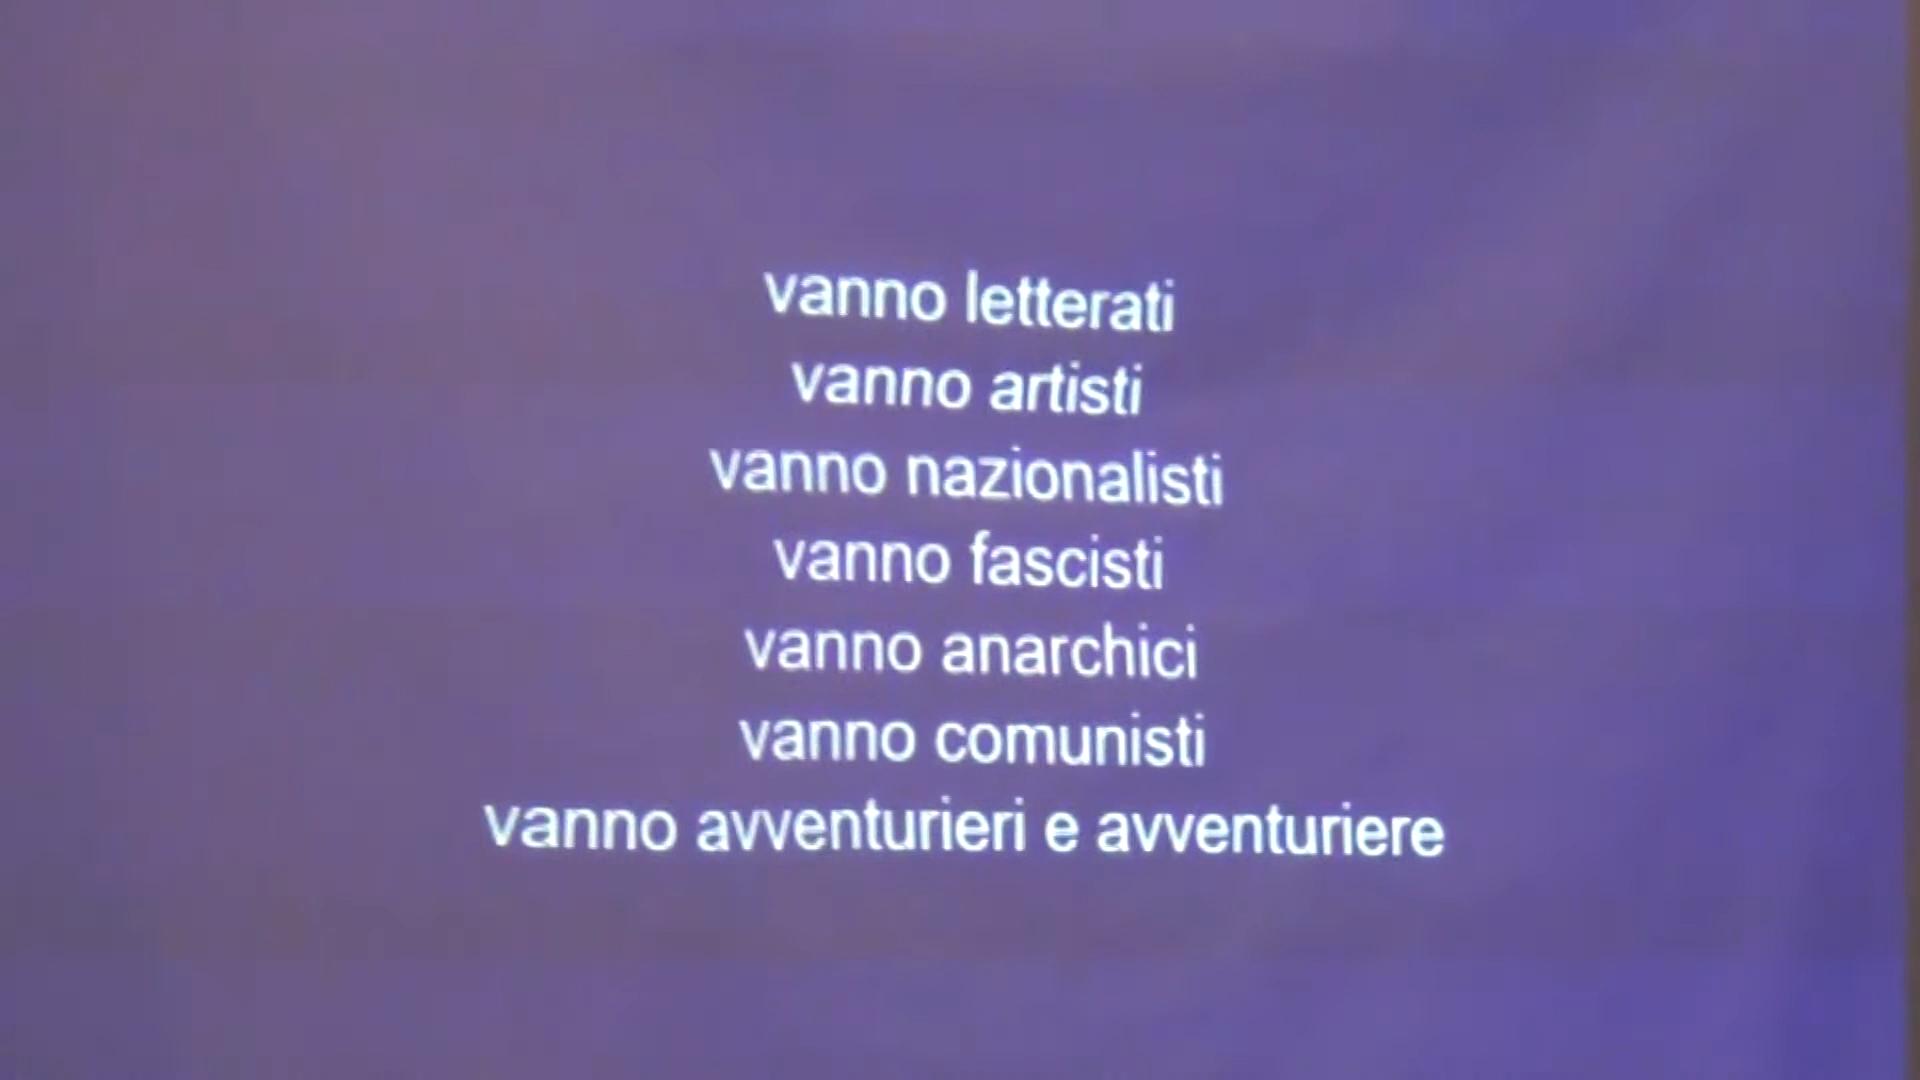 vanno letterati
vanno artisti
vanno nazionalisti
vanno fascisti
vanno anarchici
vanno comunisti
vanno avventurieri e avventuriere